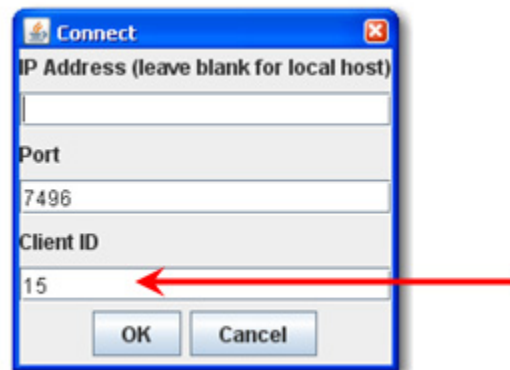 Connect
IP Address (leave blank for local host)
Port
7496
Client ID
15
OK Cancel